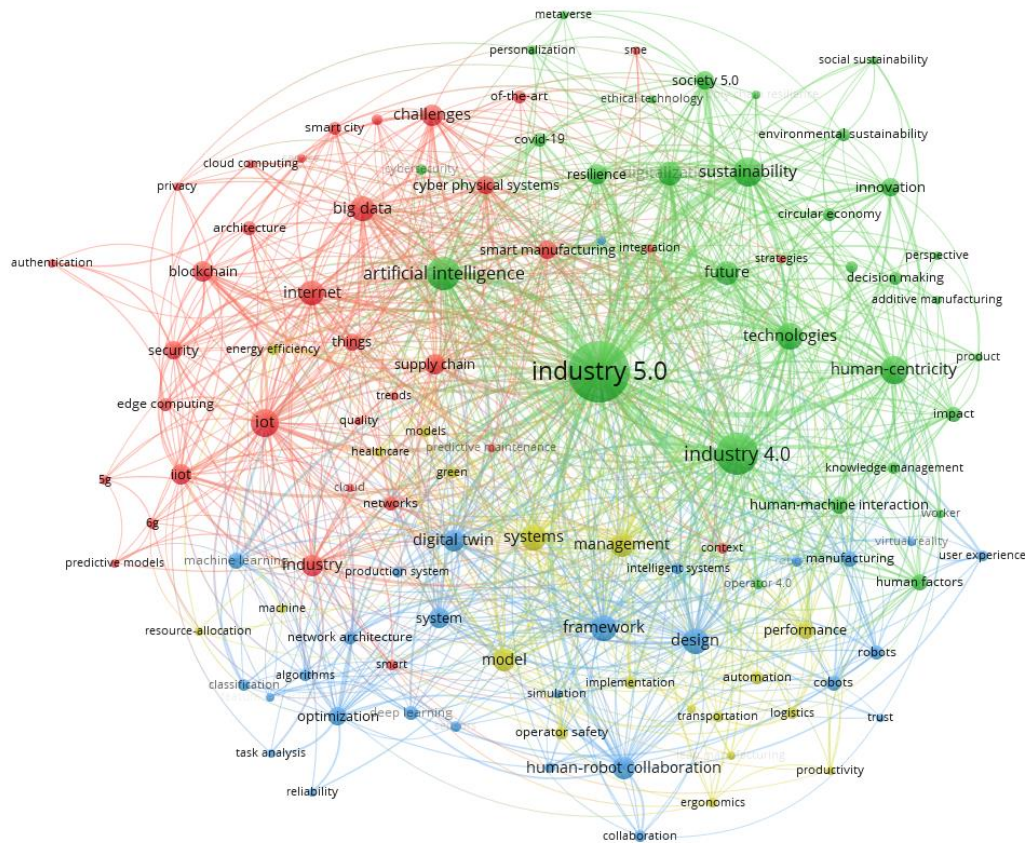 metaverse
personalization
sme
society 5.0
social sustainability
of-the-art
ethical technology
resilience
challenges
smart city
covid-19
environmental sustainability
cloud computing
cybersecurity
cyber physical systems
resilience
digitalization
sustainability
privacy
innovation
big data
circular economy
architecture
smart manufacturing
integration
strategies
perspective
authentication
blockchain
artificial intelligence
future
decision making
internet
additive manufacturing
things
technologies
security
energy efficiency
supply chain
industry 5.0
human-centricity
product
trends
edge computing
iot
quality
models
impact
predictive maintenance
healthcare
industry 4.0
green
knowledge management
5g
iiot
cloud
networks
human-machine interaction
worker
6g
digital twin
systems
management
context
virtual reality
predictive models
machine learning
industry
production system
intelligent systems
manufacturing
user experience
operator 4.0
human factors
machine
resource-allocation
network architecture
system
framework
design
performance
smart
model
robots
algorithms
classification
simulation
implementation
automation
cobots
optimization
deep learning
operator safety
transportation
logistics
trust
task analysis
human-robot collaboration
productivity
reliability
ergonomics
collaboration